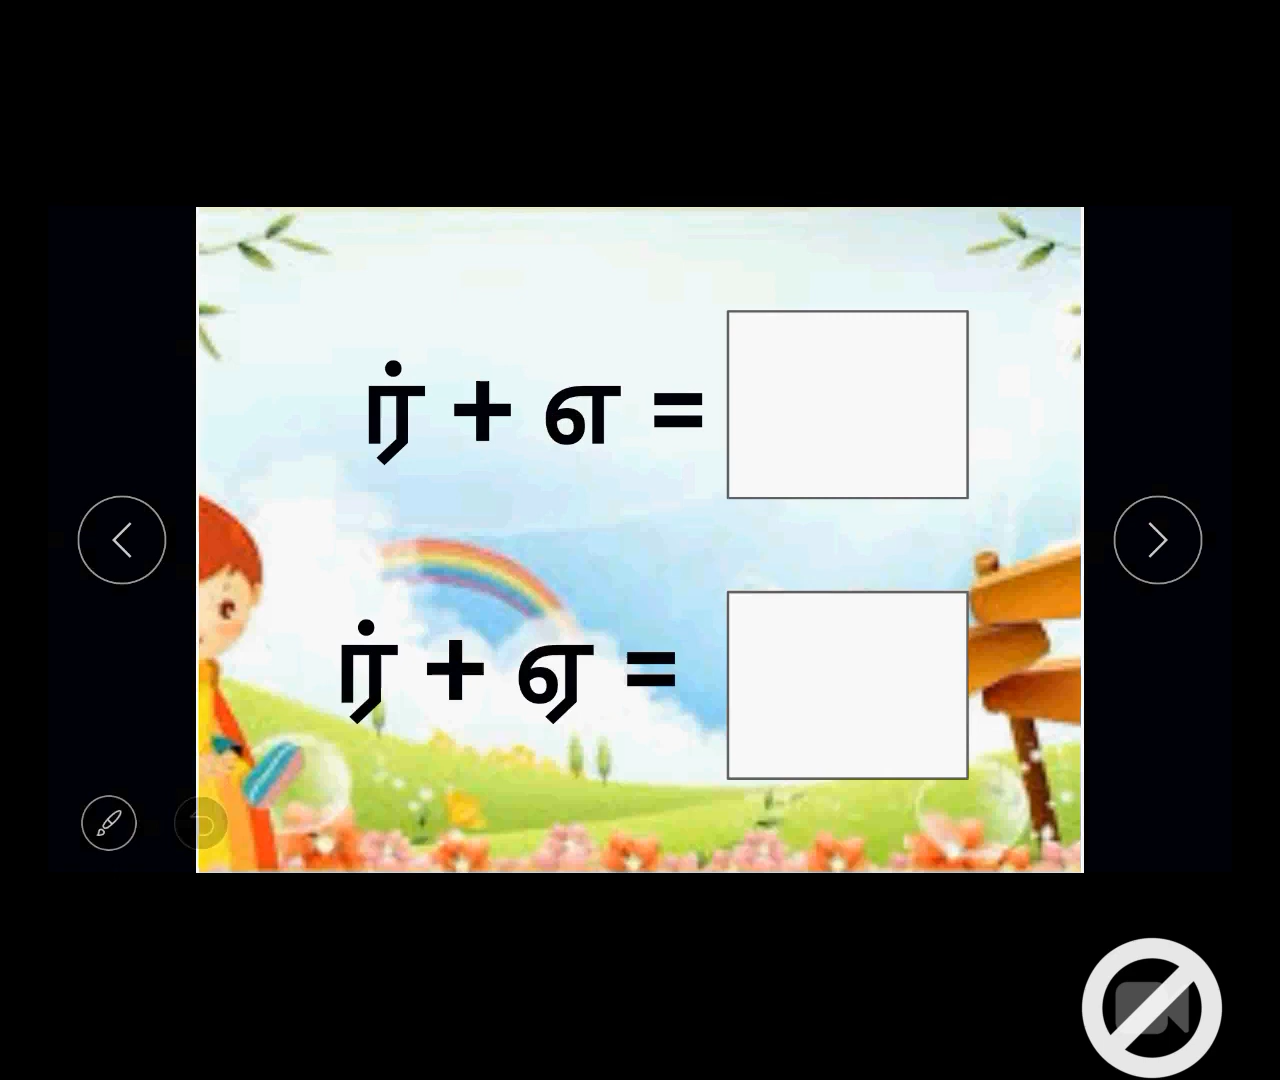 ர் + எ =
ர் + ஏ =